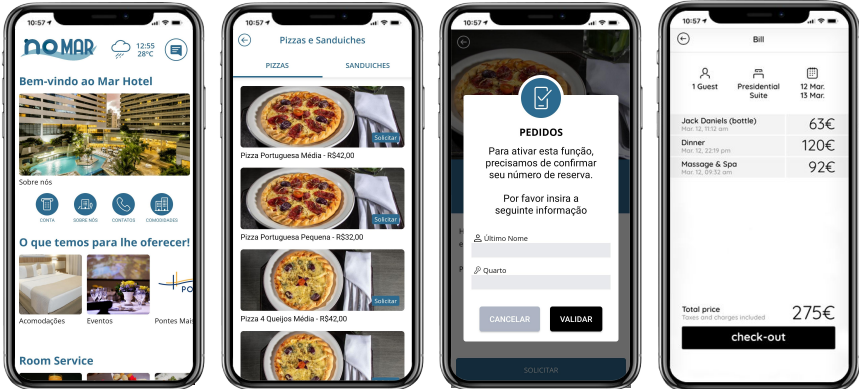 10:57
noMAR
12:55
28°C
Bem-vindo ao Mar Hotel
Sobre nós
CONTA
SOBRE NÓS
CONTATOS
COMODIDADES
O que temos para lhe oferecer!
PO
Acomodações
Eventos
Pontes Mais
Room Service
10:57
Pizzas e Sanduiches
PIZZAS
SANDUICHES
Solicitar
Pizza Portuguesa Média - R$42,00
Solicitar
Pizza Portuguesa Pequena - R$32,00
Solicitar
Pizza 4 Queijos Média - R$42,00
10:57
PEDIDOS
Para ativar esta função,
precisamos de confirmar
seu número de reserva.
Por favor insira a
seguinte informação
Último Nome
Quarto
CANCELAR
VALIDAR
SOLICITAR
10:57
Bill
1 Guest
Presidential
Suite
12 Mar.
13 Mar.
Jack Daniels (bottle)
Mar. 12, 11:12 am
63€
Dinner
Mar. 12, 22:19 pm
120€
Massage & Spa
Mar. 12, 09:32 am
92€
Total price
Taxes and charges included
275€
check-out